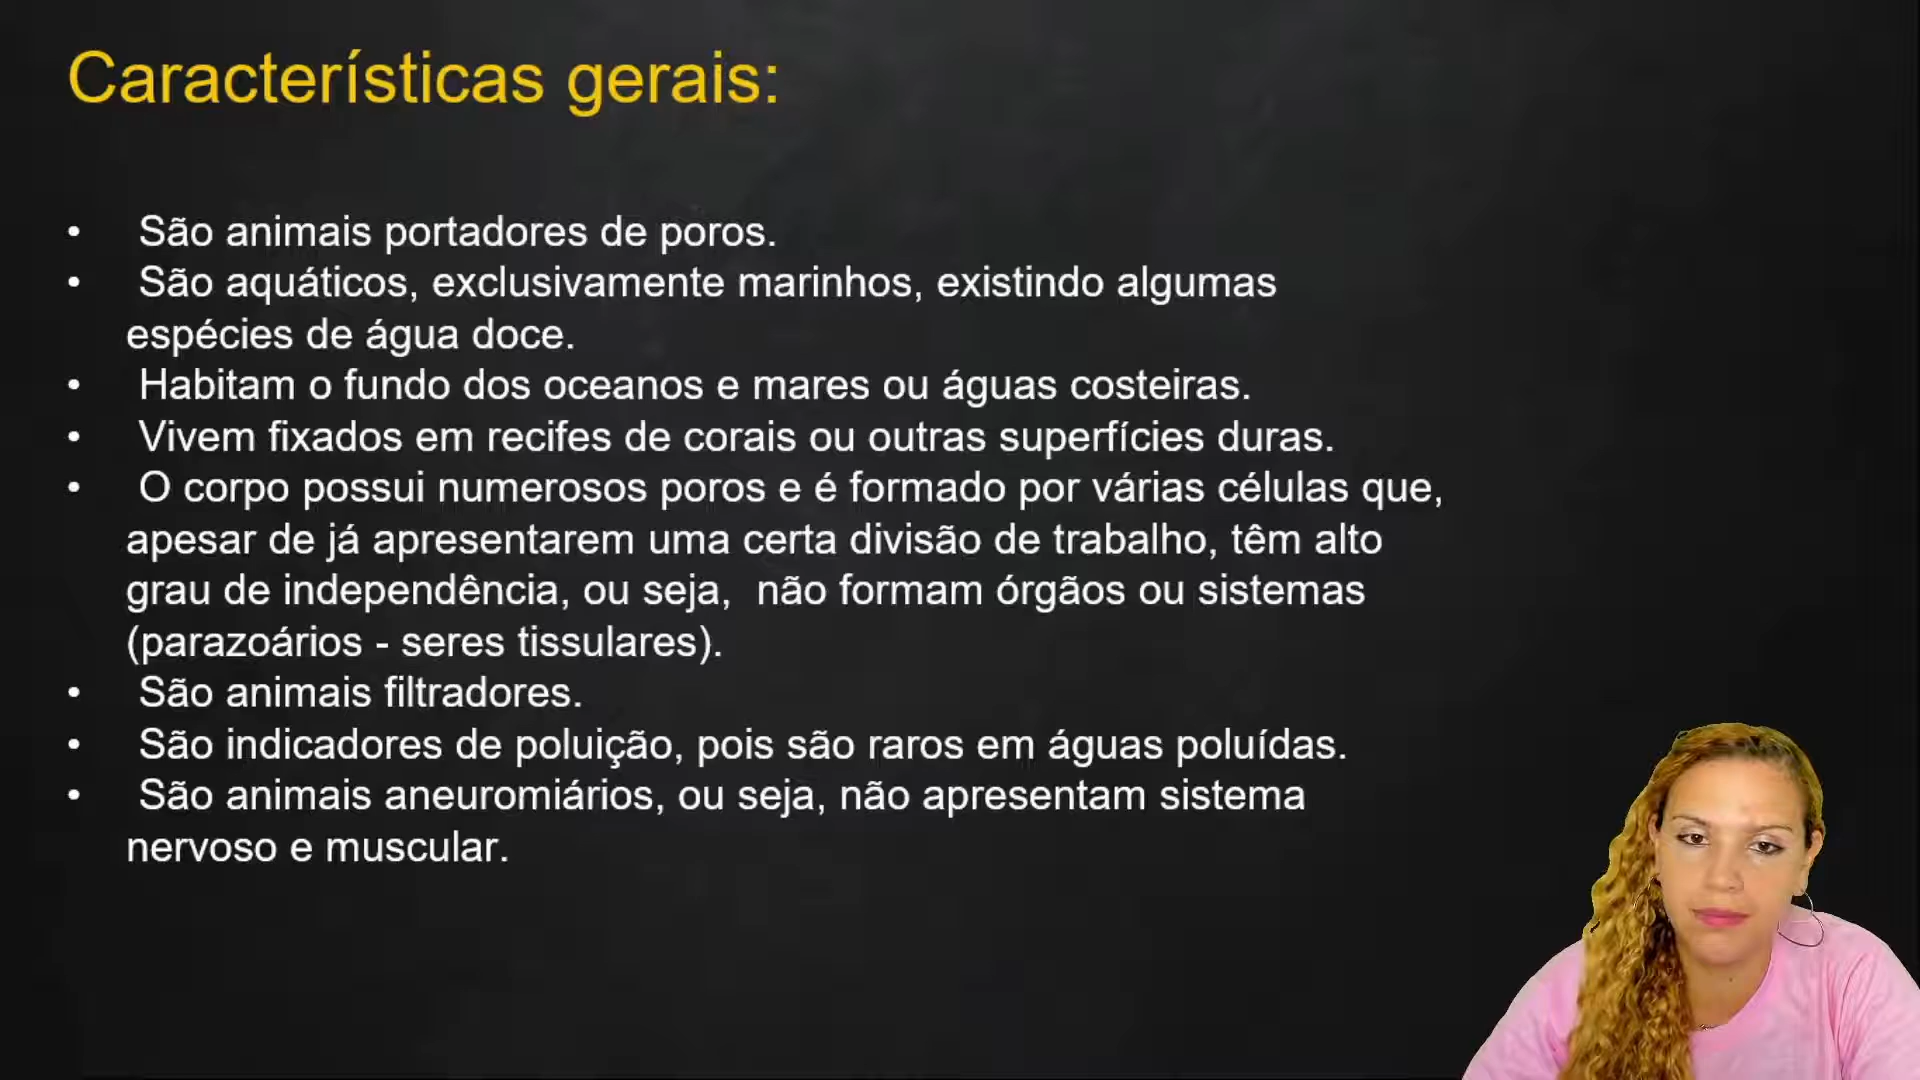 Características gerais:
• São animais portadores de poros.
• São aquáticos, exclusivamente marinhos, existindo algumas
espécies de água doce.
• Habitam o fundo dos oceanos e mares ou águas costeiras.
• Vivem fixados em recifes de corais ou outras superfícies duras.
• O corpo possui numerosos poros e é formado por várias células que,
apesar de já apresentarem uma certa divisão de trabalho, têm alto
grau de independência, ou seja,  não formam órgãos ou sistemas
(parazoários - seres tissulares).
• São animais filtradores.
• São indicadores de poluição, pois são raros em águas poluídas.
• São animais aneuromiários, ou seja, não apresentam sistema
nervoso e muscular.